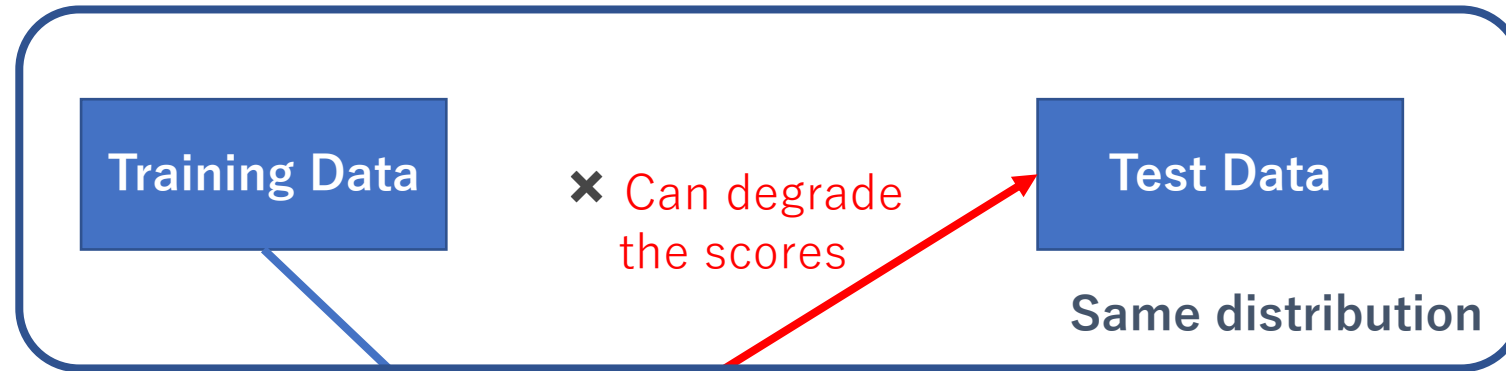 Training Data
✖ Can degrade
the scores
Test Data
Same distribution